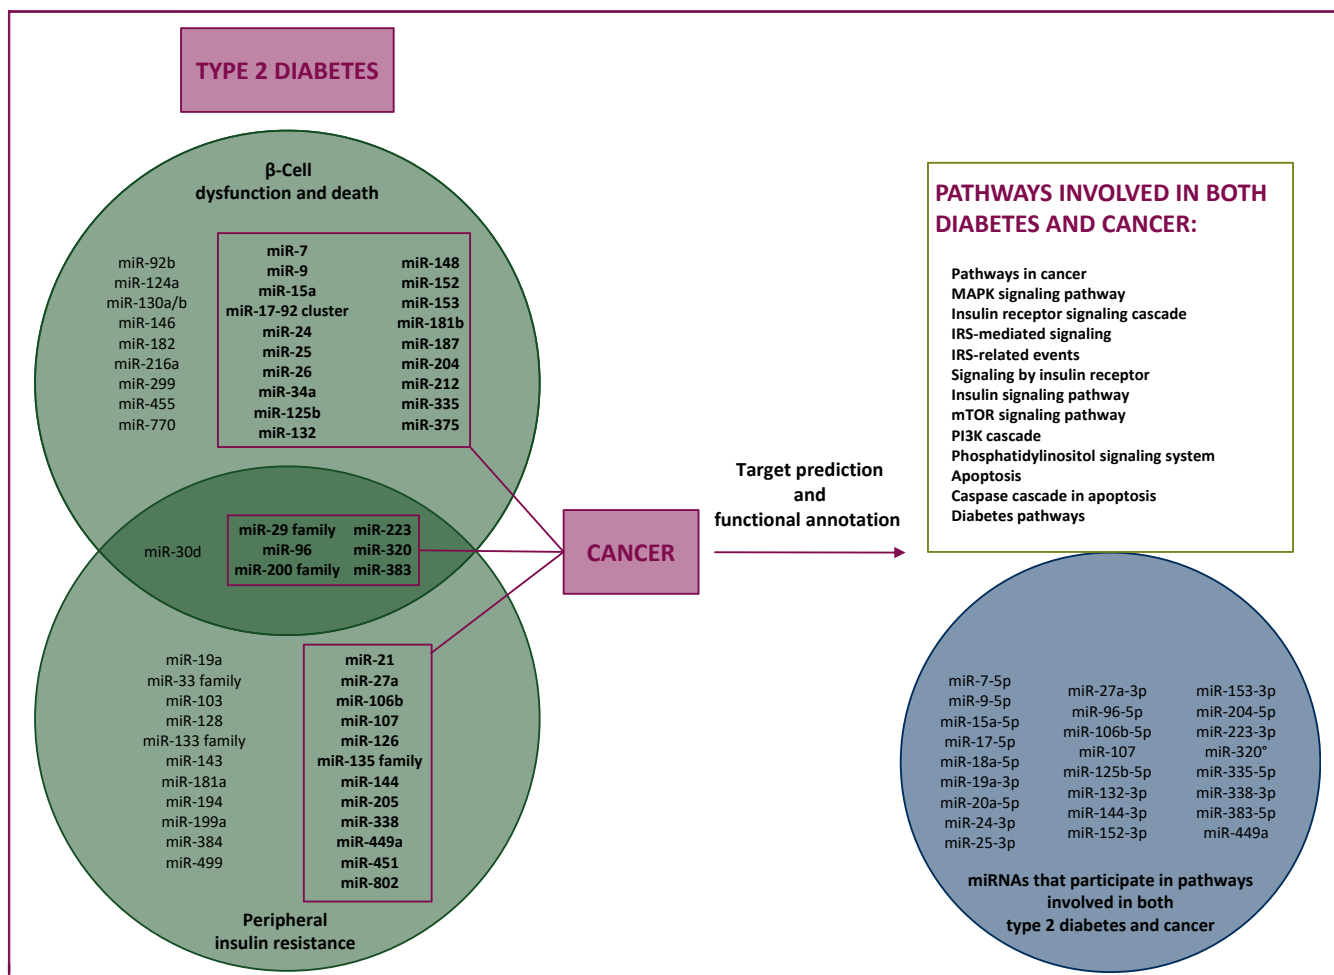 TYPE 2 DIABETES
β-Cell
dysfunction and death
miR-92b
miR-124a
miR-130a/b
miR-146
miR-182
miR-216a
miR-299
miR-455
miR-770
miR-7
miR-9
miR-15a
miR-17-92 cluster
miR-24
miR-25
miR-26
miR-34a
miR-125b
miR-132
miR-148
miR-152
miR-153
miR-181b
miR-187
miR-204
miR-212
miR-335
miR-375
miR-30d
miR-29 family
miR-96
miR-200 family
miR-223
miR-320
miR-383
miR-19a
miR-33 family
miR-103
miR-128
miR-133 family
miR-143
miR-181a
miR-194
miR-199a
miR-384
miR-499
miR-21
miR-27a
miR-106b
miR-107
miR-126
miR-135 family
miR-144
miR-205
miR-338
miR-449a
miR-451
miR-802
Peripheral
insulin resistance
CANCER
Target prediction
and
functional annotation
PATHWAYS INVOLVED IN BOTH
DIABETES AND CANCER:
Pathways in cancer
MAPK signaling pathway
Insulin receptor signaling cascade
IRS-mediated signaling
IRS-related events
Signaling by insulin receptor
Insulin signaling pathway
mTOR signaling pathway
PI3K cascade
Phosphatidylinositol signaling system
Apoptosis
Caspase cascade in apoptosis
Diabetes pathways
miR-7-5p
miR-9-5p
miR-15a-5p
miR-17-5p
miR-18a-5p
miR-19a-3p
miR-20a-5p
miR-24-3p
miR-25-3p
miR-27a-3p
miR-96-5p
miR-106b-5p
miR-107
miR-125b-5p
miR-132-3p
miR-144-3p
miR-152-3p
miR-153-3p
miR-204-5p
miR-223-3p
miR-320°
miR-335-5p
miR-338-3p
miR-383-5p
miR-449a
miRNAs that participate in pathways
involved in both
type 2 diabetes and cancer